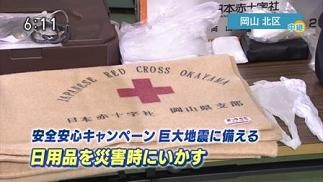 6:11
岡山 北区
中継
日本赤十字社
JAPANESE RED CROSS OKAYAMA
日本赤十字社 岡山県支部
安全安心キャンペーン 巨大地震に備える
日用品を災害時にいかす